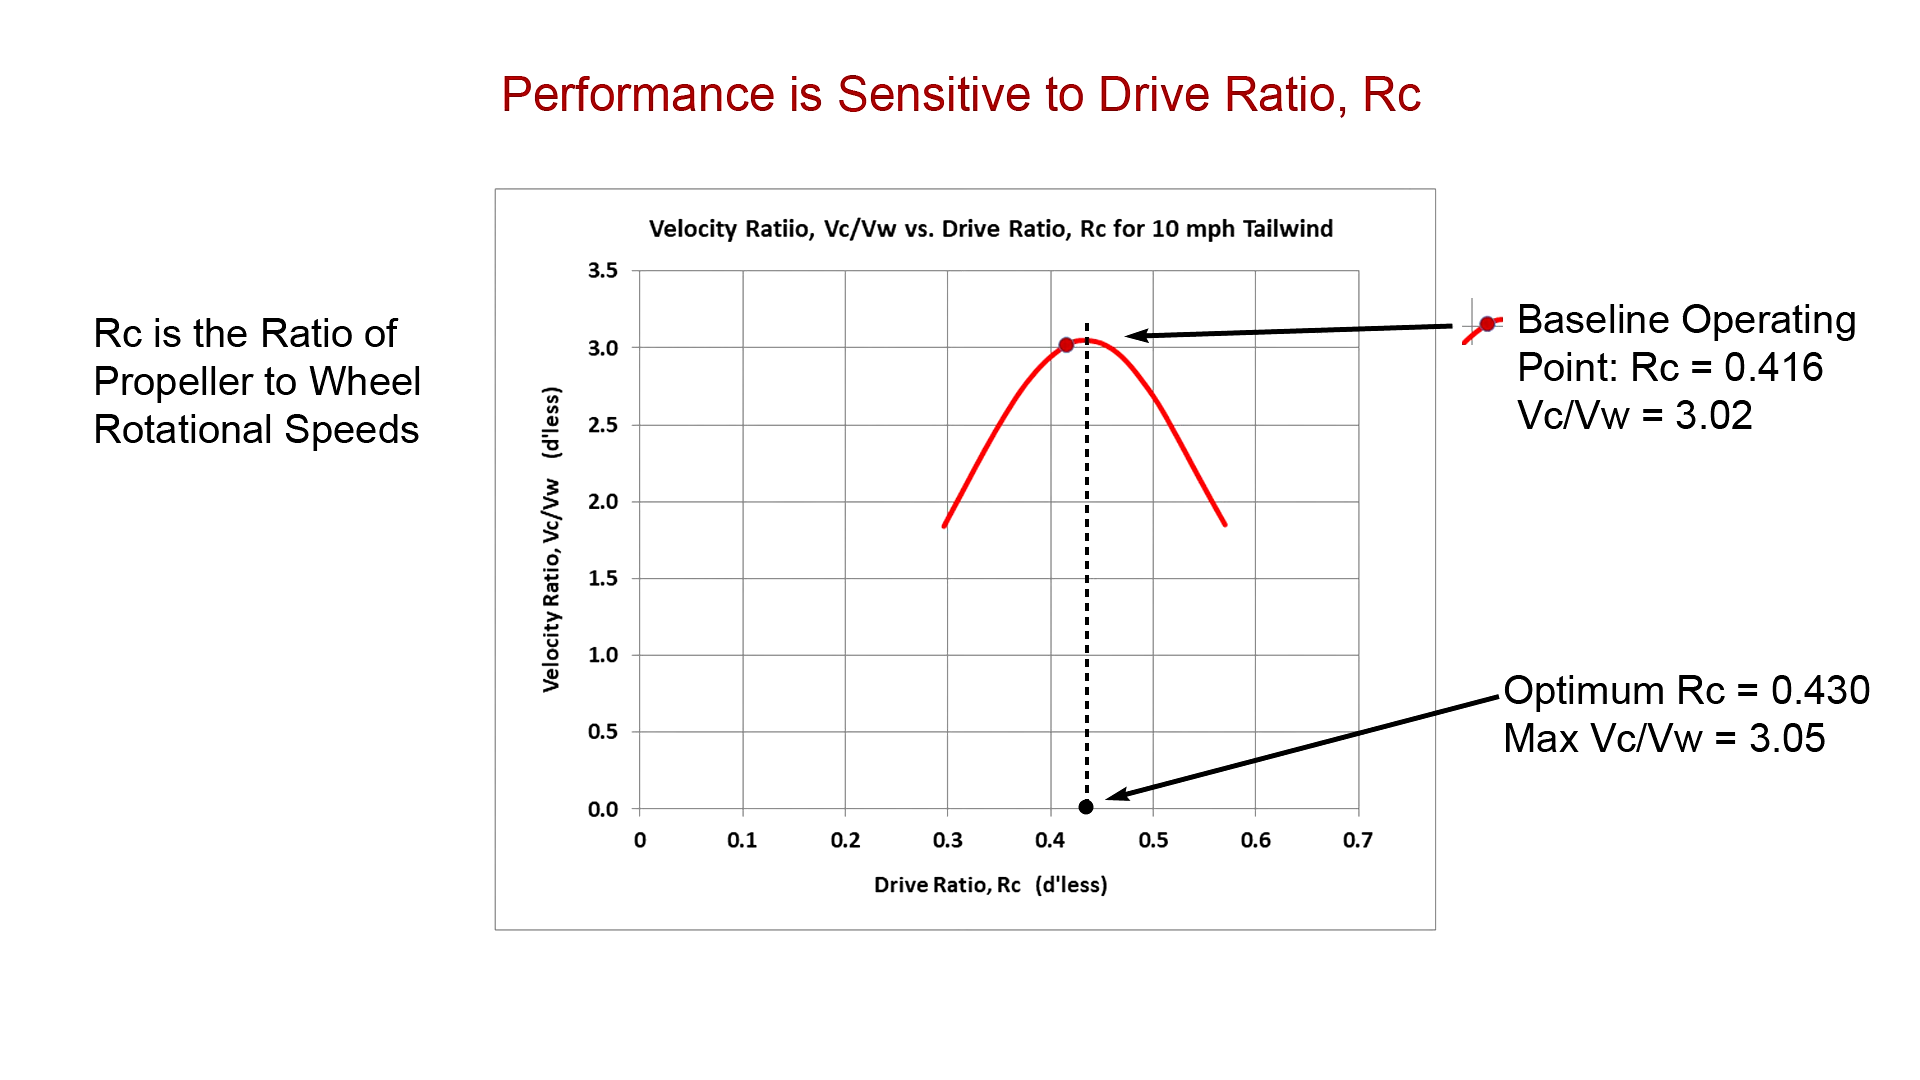 Performance is Sensitive to Drive Ratio, Rc
Rc is the Ratio of
Propeller to Wheel
Rotational Speeds
Velocity Ratiio, Vc/Vw vs. Drive Ratio, Rc for 10 mph Tailwind
Velocity Ratio, Vc/Vw (d'less)
3.5
3.0
2.5
2.0
1.5
1.0
0.5
0.0
0 0.1 0.2 0.3 0.4 0.5 0.6 0.7
Drive Ratio, Rc (d'less)
Baseline Operating
Point: Rc = 0.416
Vc/Vw = 3.02
Optimum Rc = 0.430
Max Vc/Vw = 3.05